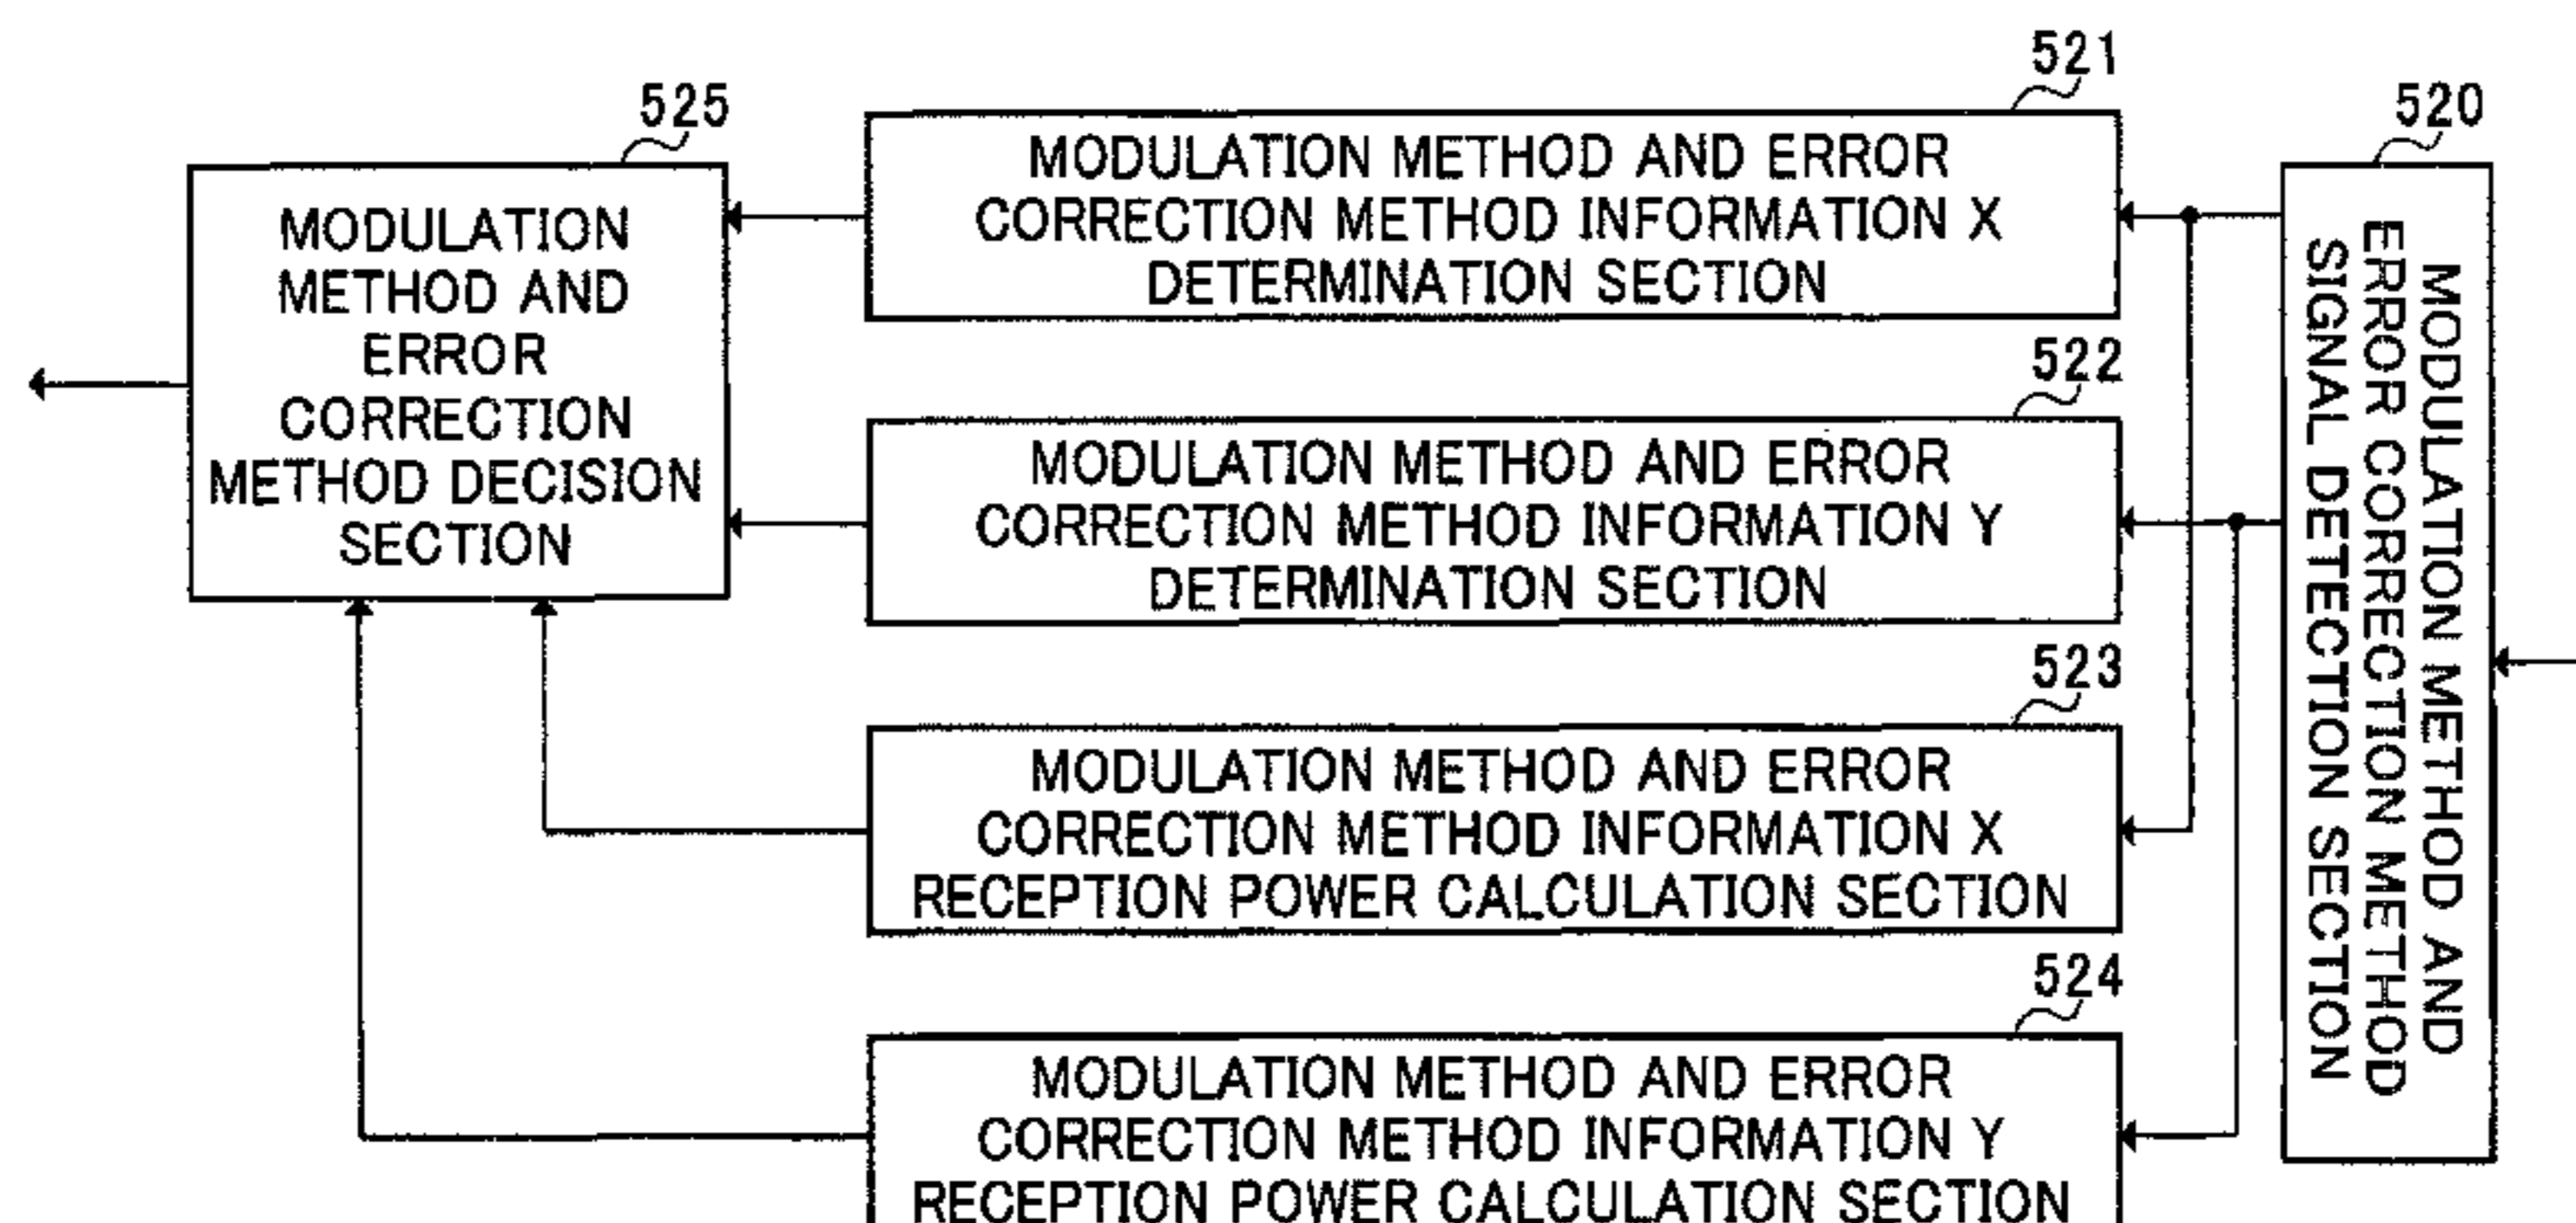 525
MODULATION
METHOD AND
ERROR
CORRECTION
METHOD DECISION
SECTION
521
MODULATION METHOD AND ERROR
CORRECTION METHOD INFORMATION X
DETERMINATION SECTION
522
MODULATION METHOD AND ERROR
CORRECTION METHOD INFORMATION Y
DETERMINATION SECTION
523
MODULATION METHOD AND ERROR
CORRECTION METHOD INFORMATION X
RECEPTION POWER CALCULATION SECTION
524
MODULATION METHOD AND ERROR
CORRECTION METHOD INFORMATION Y
RECEPTION POWER CALCULATION SECTION
520
MODULATION METHOD AND
ERROR CORRECTION METHOD
SIGNAL DETECTION SECTION